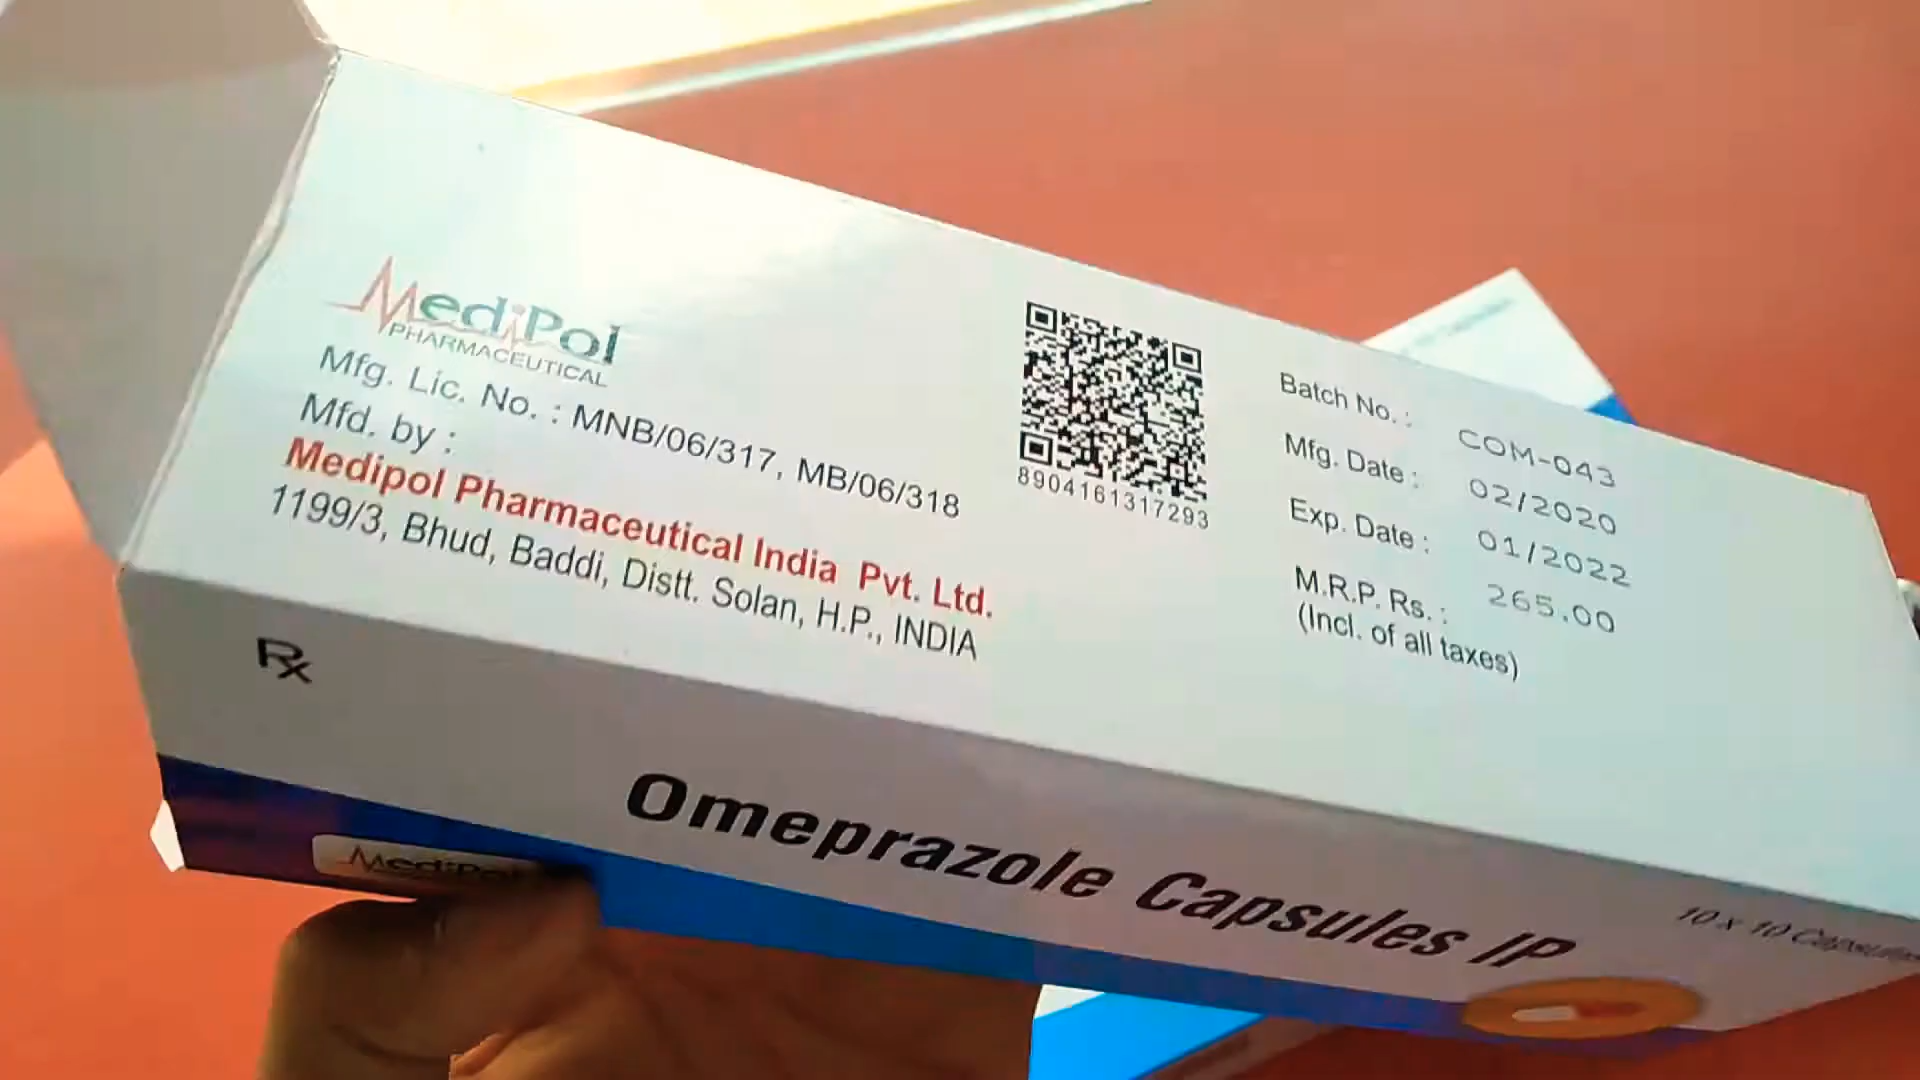 MediPol
PHARMACEUTICAL
Mfg. Lic. No. : MNB/06/317, MB/06/318
Mfd. by :
Medipol Pharmaceutical India Pvt. Ltd.
1199/3, Bhud, Baddi, Distt. Solan, H.P., INDIA
8904161317293
Batch No. : COM-043
Mfg. Date : 02/2020
Exp. Date : 01/2022
M.R.P. Rs. : 265.00
(Incl. of all taxes)
Rx
Omeprazole Capsules IP
10 x 10 Capsules
MediPol